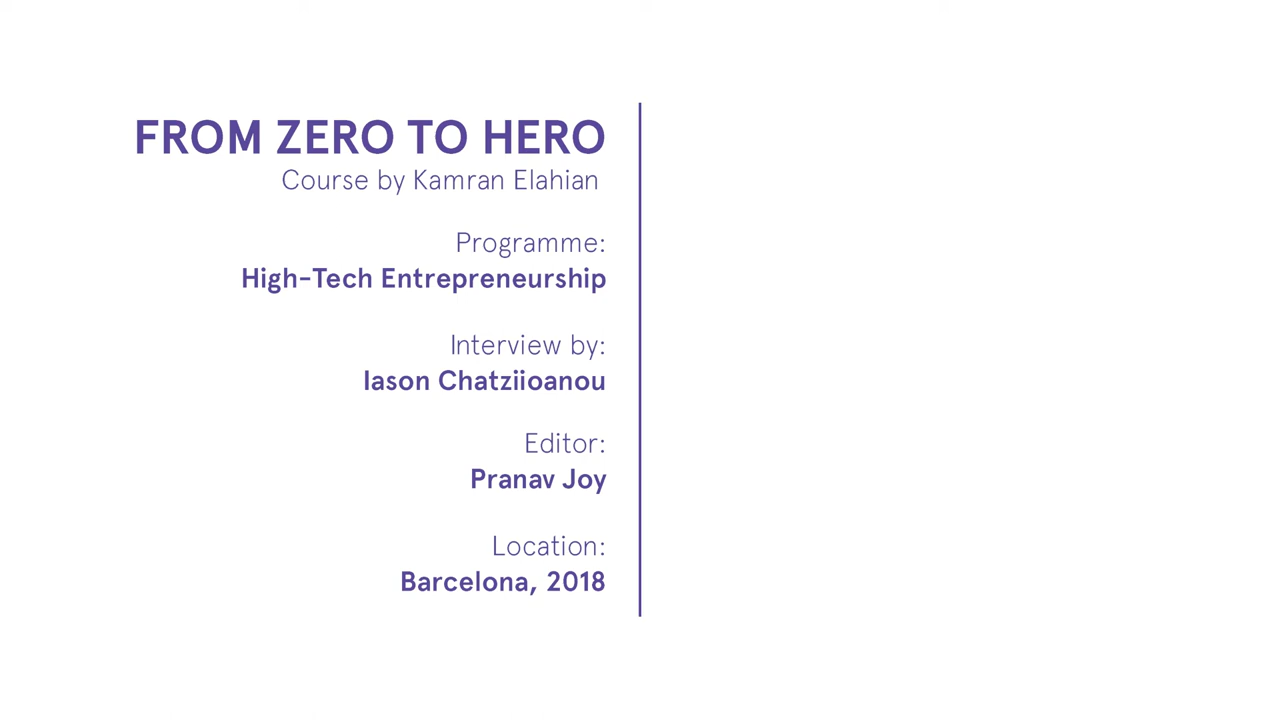 FROM ZERO TO HERO
Course by Kamran Elahian
Programme:
High-Tech Entrepreneurship
Interview by:
Iason Chatziioanou
Editor:
Pranav Joy
Location:
Barcelona, 2018